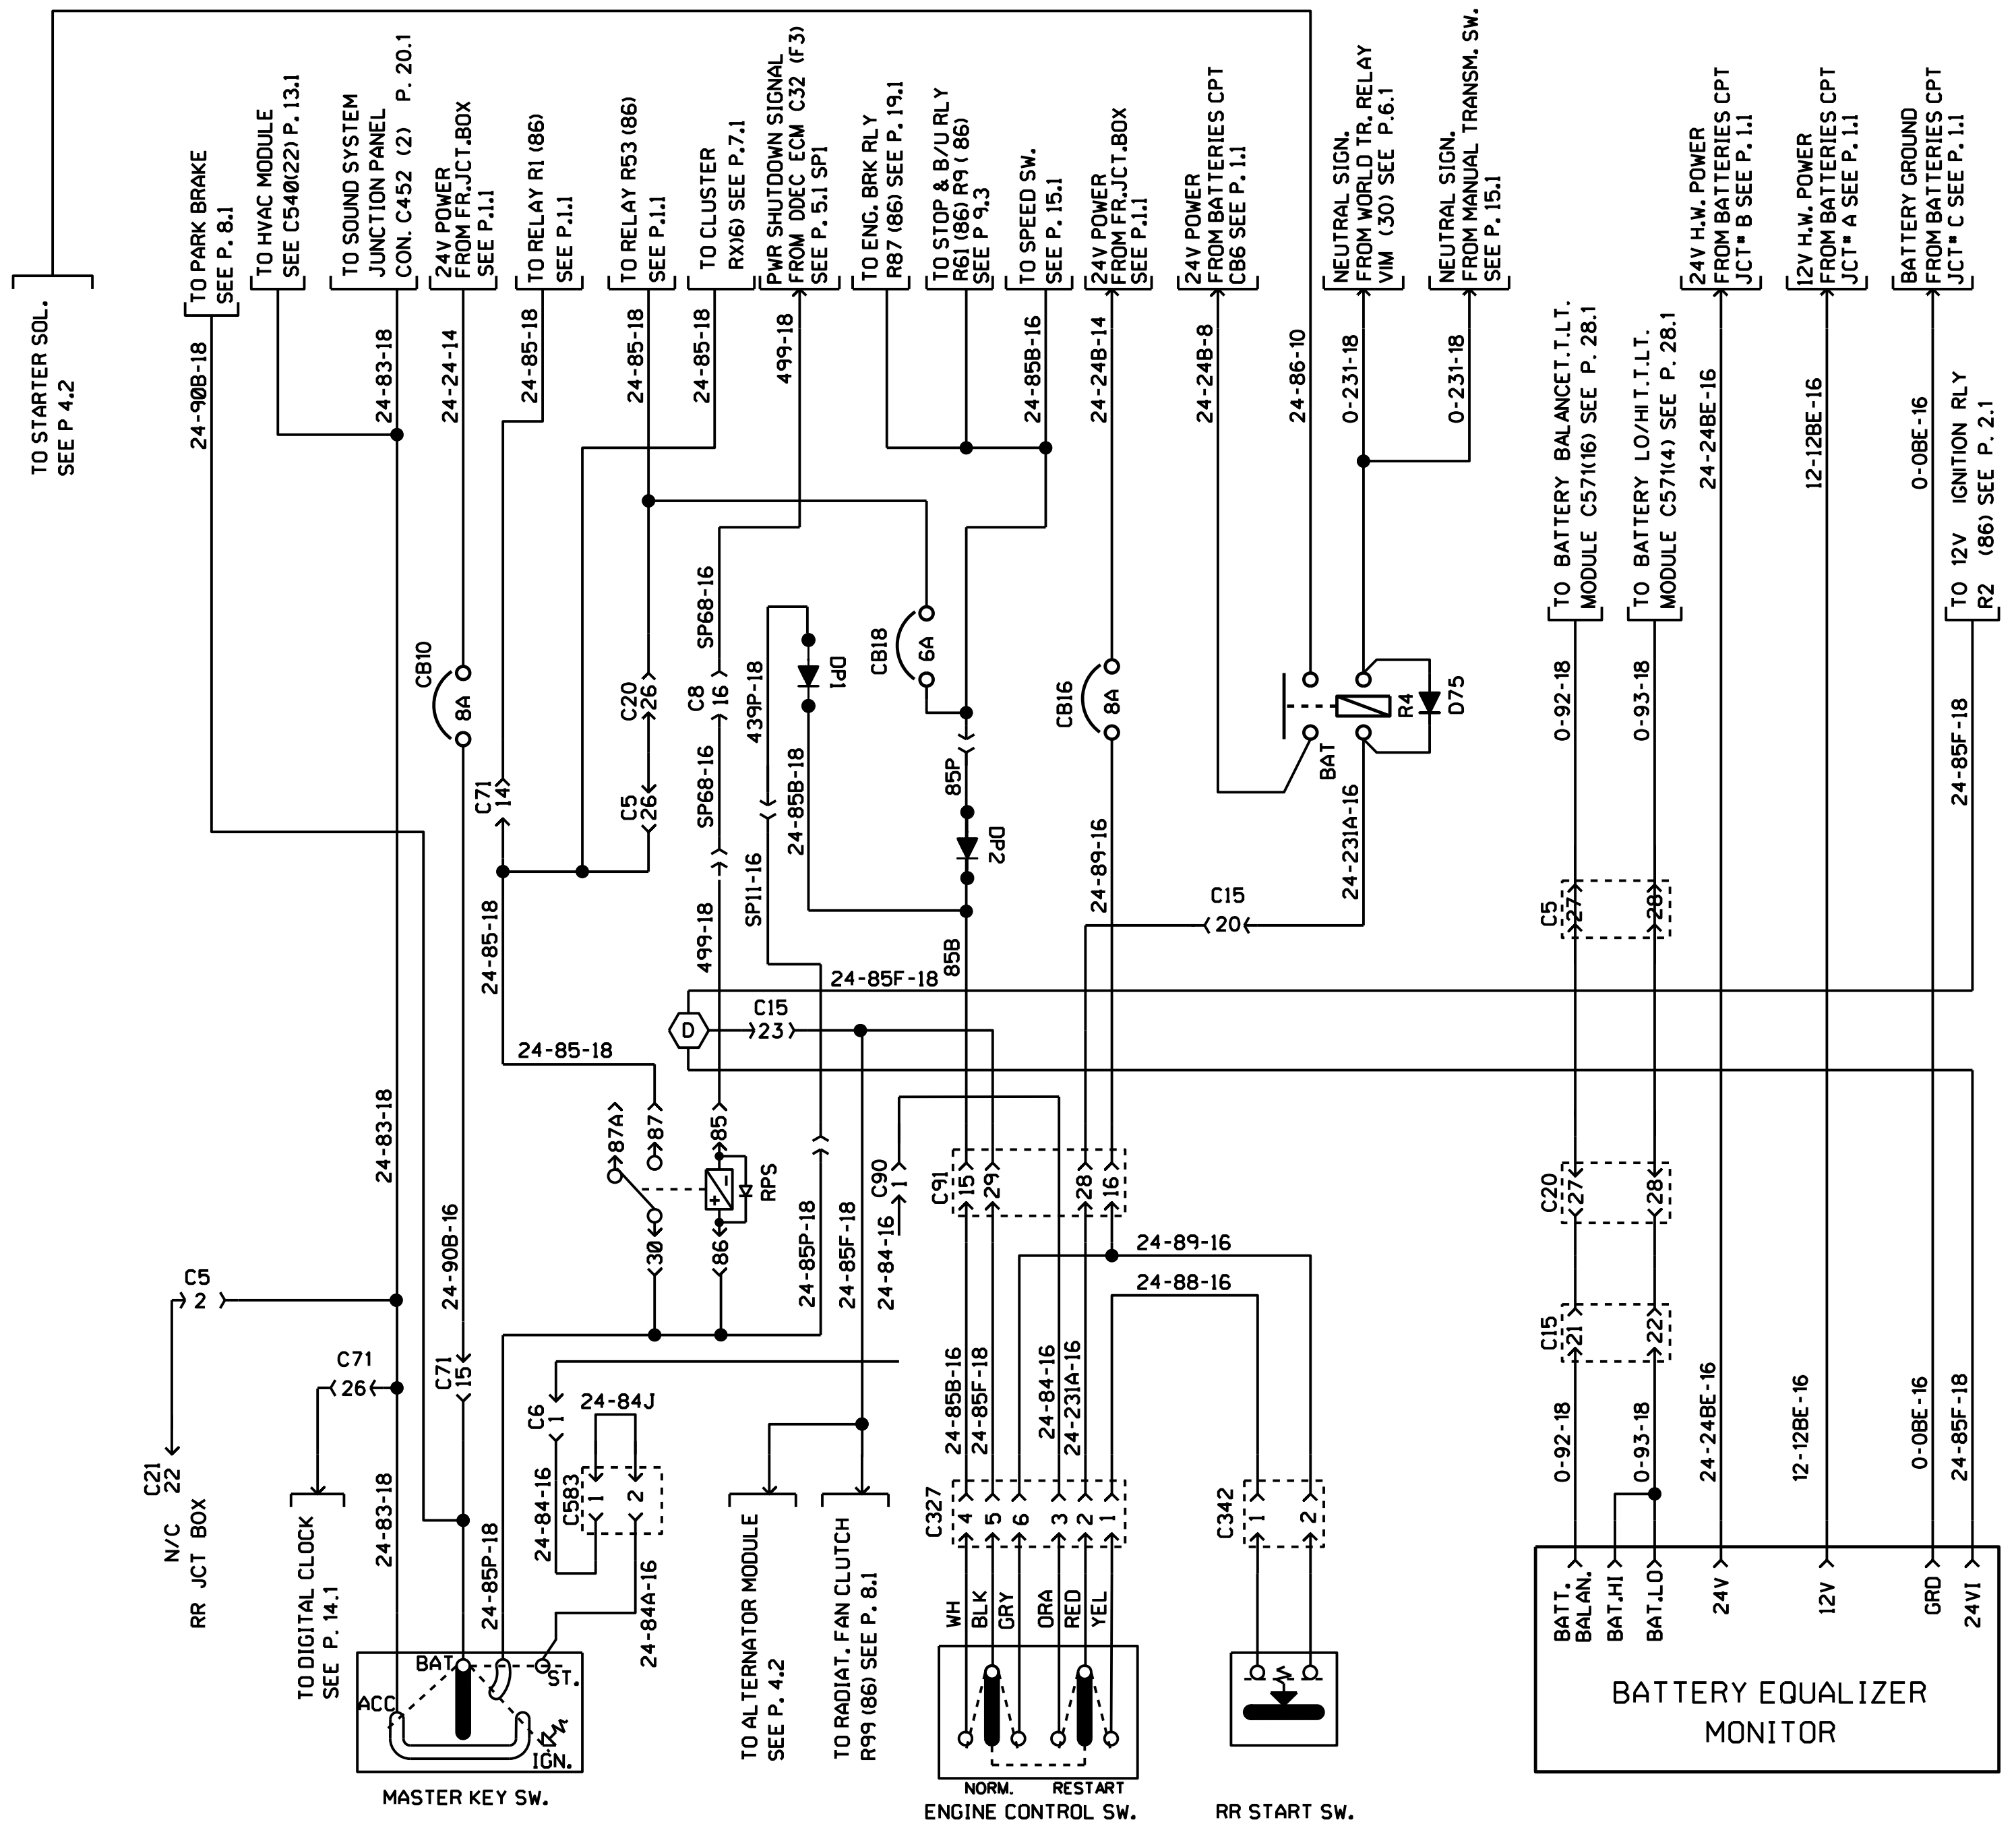 TO STARTER SOL.
SEE P 4.2
TO PARK BRAKE
SEE P. 8.1
TO HVAC MODULE
SEE C540(22) P. 13.1
TO SOUND SYSTEM
JUNCTION PANEL
CON. C452 (2) P. 20.1
24V POWER
FROM FR.JCT.BOX
SEE P.1.1
TO RELAY R1 (86)
SEE P.1.1
TO RELAY R53 (86)
SEE P.1.1
TO CLUSTER
RX)6) SEE P.7.1
PWR SHUTDOWN SIGNAL
FROM DDEC ECM C32 (F3)
SEE P. 5.1 SP1
TO ENG. BRK RLY
R87 (86) SEE P. 19.1
TO STOP & B/U RLY
R61 (86) R9 ( 86)
SEE P 9.3
TO SPEED SW.
SEE P. 15.1
24V POWER
FROM FR.JCT.BOX
SEE P.1.1
24V POWER
FROM BATTERIES CPT
CB6 SEE P. 1.1
NEUTRAL SIGN.
FROM WORLD TR. RELAY
VIM (30) SEE P.6.1
NEUTRAL SIGN.
FROM MANUAL TRANSM. SW.
SEE P. 15.1
TO BATTERY BALANCET.T.LT.
MODULE C571(16) SEE P. 28.1
TO BATTERY LO/HI T.T.LT.
MODULE C571(4) SEE P. 28.1
24V H.W. POWER
FROM BATTERIES CPT
JCT# B SEE P. 1.1
12V H.W. POWER
FROM BATTERIES CPT
JCT# A SEE P. 1.1
BATTERY GROUND
FROM BATTERIES CPT
JCT# C SEE P. 1.1
TO 12V IGNITION RLY
R2 (86) SEE P. 2.1
24-90B-18
24-83-18
24-24-14
24-85-18
24-85-18
24-85-18
499-18
24-85B-16
24-24B-14
24-24B-8
24-86-10
0-231-18
0-231-18
24-24BE-16
12-12BE-16
0-0BE-16
SP68-16
CB10
8A
C20
26
C8
16
439P-18
DP1
CB18
6A
CB16
8A
R4
D75
BAT
0-92-18
0-93-18
24-85F-18
C71
14
C5
26
SP68-16
24-85B-18
85P
DP2
24-89-16
24-231A-16
SP11-16
C15
20
C5
27
28
24-85-18
499-18
85B
24-85F-18
D
C15
23
24-85-18
87A
87
85
RPS
30
86
24-83-18
24-90B-16
C90
1
24-84-16
C91
15
29
28
16
C20
27
28
24-85P-18
24-85F-18
24-89-16
24-88-16
C5
2
C71
26
C71
15
C15
21
22
C6
1
24-84J
24-84-16
C583
1
2
24-84A-16
24-85B-16
24-85F-18
24-84-16
24-231A-16
0-92-18
0-93-18
24-24BE-16
12-12BE-16
0-0BE-16
24-85F-18
C21
22
N/C
RR JCT BOX
TO DIGITAL CLOCK
SEE P. 14.1
24-83-18
24-85P-18
TO ALTERNATOR MODULE
SEE P. 4.2
TO RADIAT. FAN CLUTCH
R99 (86) SEE P. 8.1
C327
4
5
6
3
2
1
C342
1
2
WH
BLK
GRY
ORA
RED
YEL
BATT.
BALAN.
BAT.HI
BAT.LO
24V
12V
GRD
24VI
BAT
ST.
ACC
IGN.
MASTER KEY SW.
NORM.
RESTART
ENGINE CONTROL SW.
RR START SW.
BATTERY EQUALIZER
MONITOR